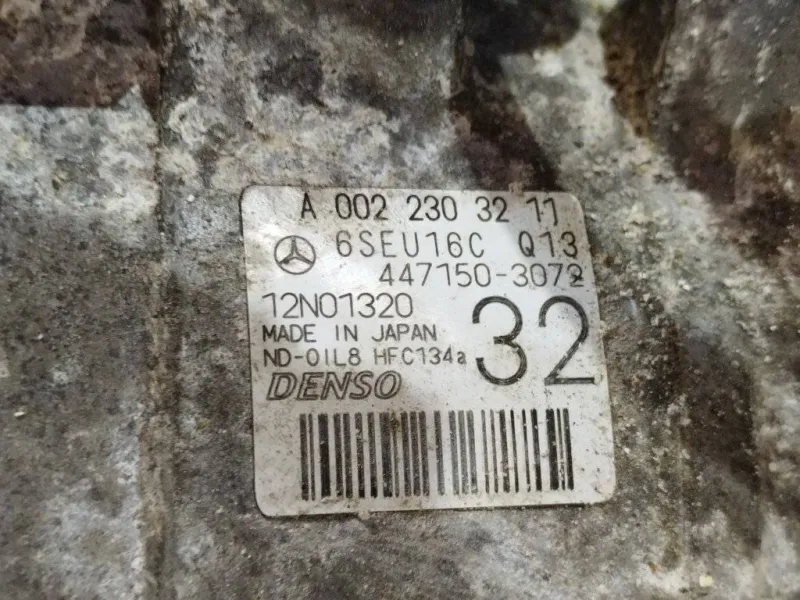 A 002 230 32 11
6SEU16C Q13
447150-3072
12N01320
MADE IN JAPAN
ND-OIL8 HFC134a
32
DENSO